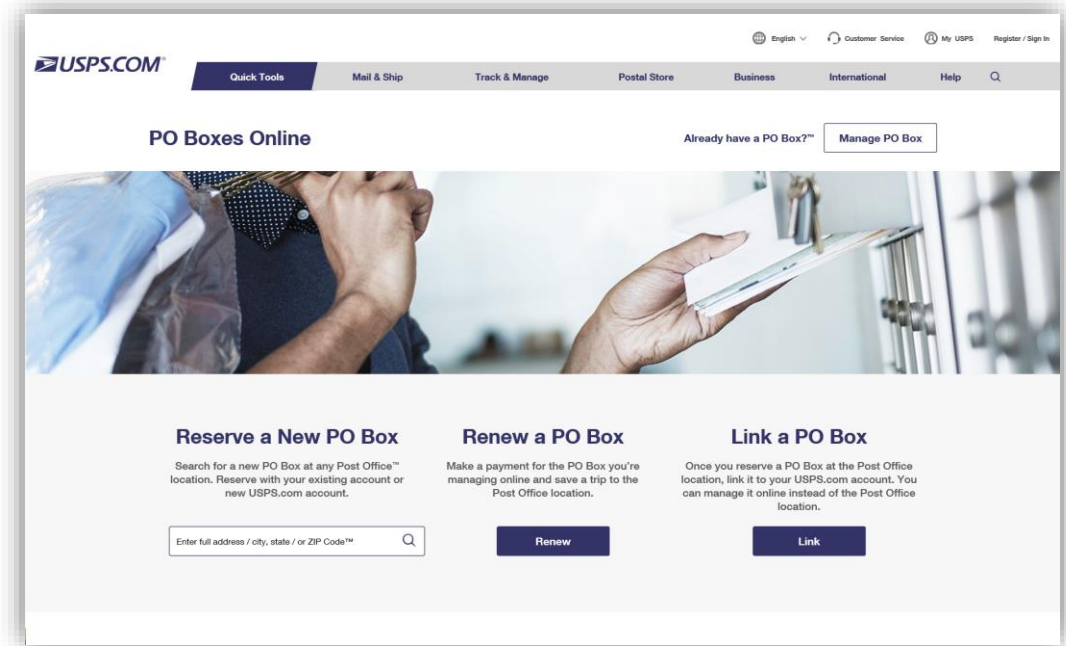 English
Customer Service
My USPS
Register / Sign In
USPS.COM®
Quick Tools
Mail & Ship
Track & Manage
Postal Store
Business
International
Help
PO Boxes Online
Already have a PO Box?™
Manage PO Box
Reserve a New PO Box
Search for a new PO Box at any Post Office™
location. Reserve with your existing account or
new USPS.com account.
Enter full address / city, state / or ZIP Code™
Renew a PO Box
Make a payment for the PO Box you're
managing online and save a trip to the
Post Office location.
Renew
Link a PO Box
Once you reserve a PO Box at the Post Office
location, link it to your USPS.com account. You
can manage it online instead of the Post Office
location.
Link